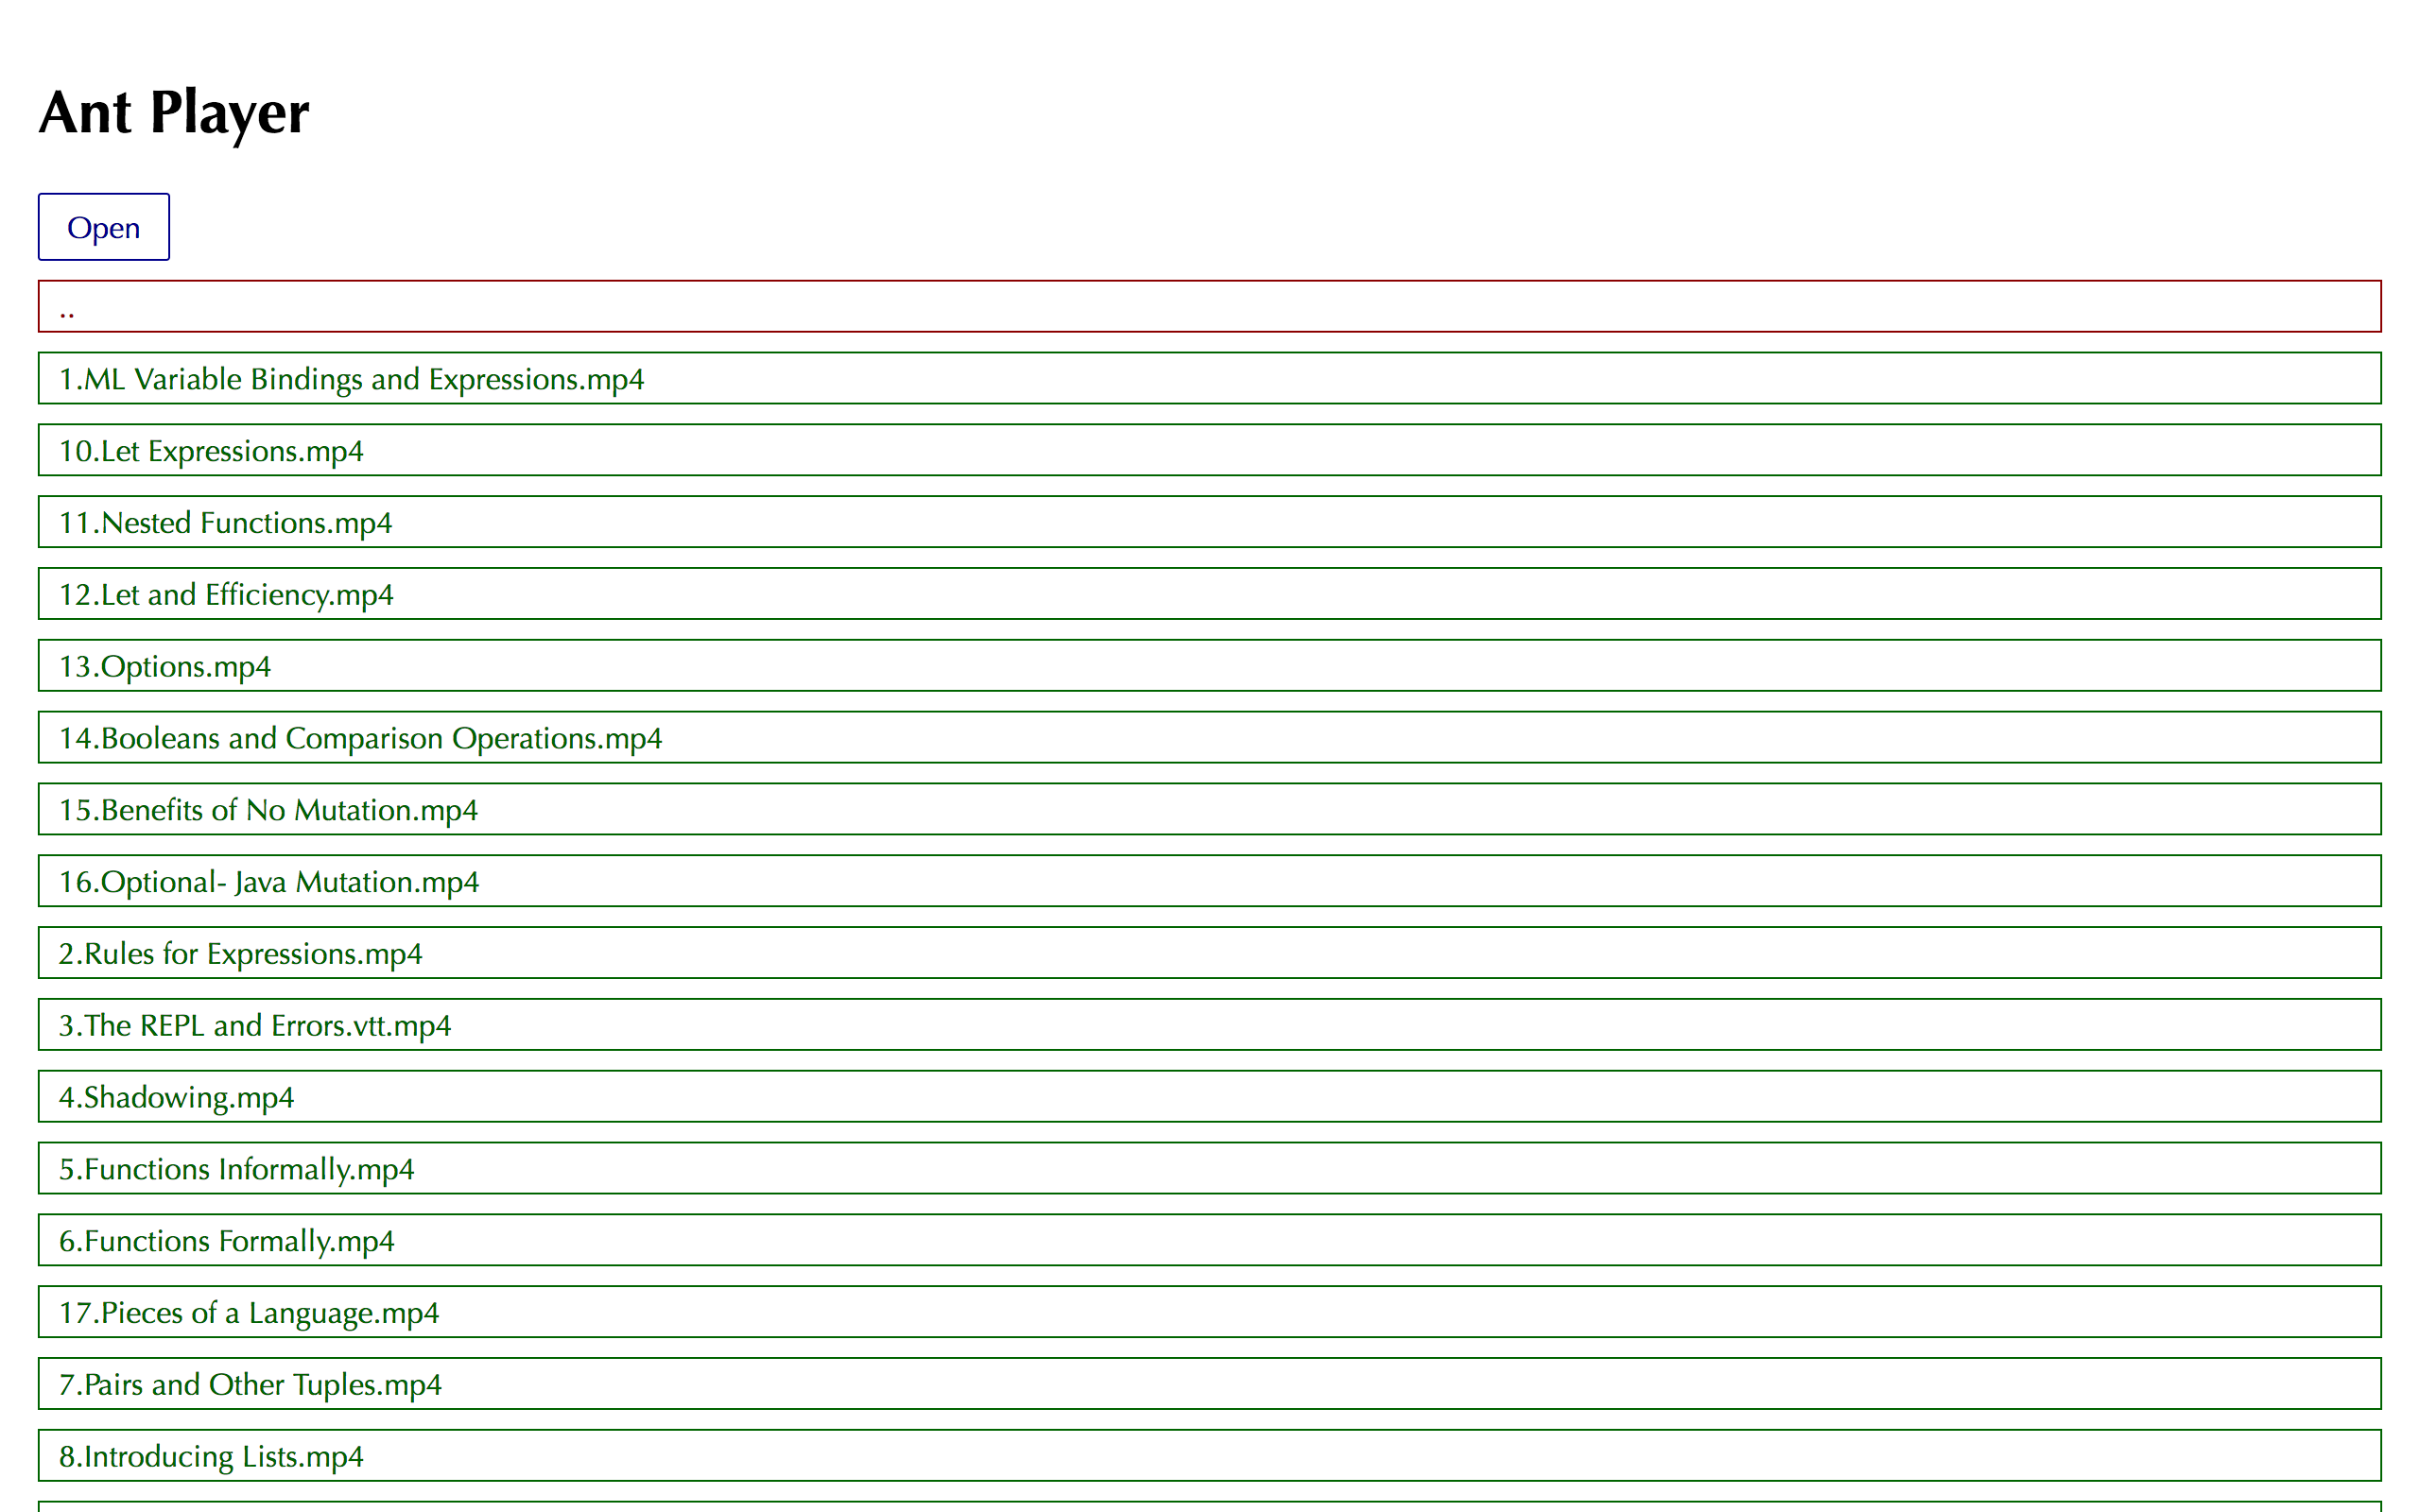 Ant Player
Open
..
1.ML Variable Bindings and Expressions.mp4
10.Let Expressions.mp4
11.Nested Functions.mp4
12.Let and Efficiency.mp4
13.Options.mp4
14.Booleans and Comparison Operations.mp4
15.Benefits of No Mutation.mp4
16.Optional- Java Mutation.mp4
2.Rules for Expressions.mp4
3.The REPL and Errors.vtt.mp4
4.Shadowing.mp4
5.Functions Informally.mp4
6.Functions Formally.mp4
17.Pieces of a Language.mp4
7.Pairs and Other Tuples.mp4
8.Introducing Lists.mp4